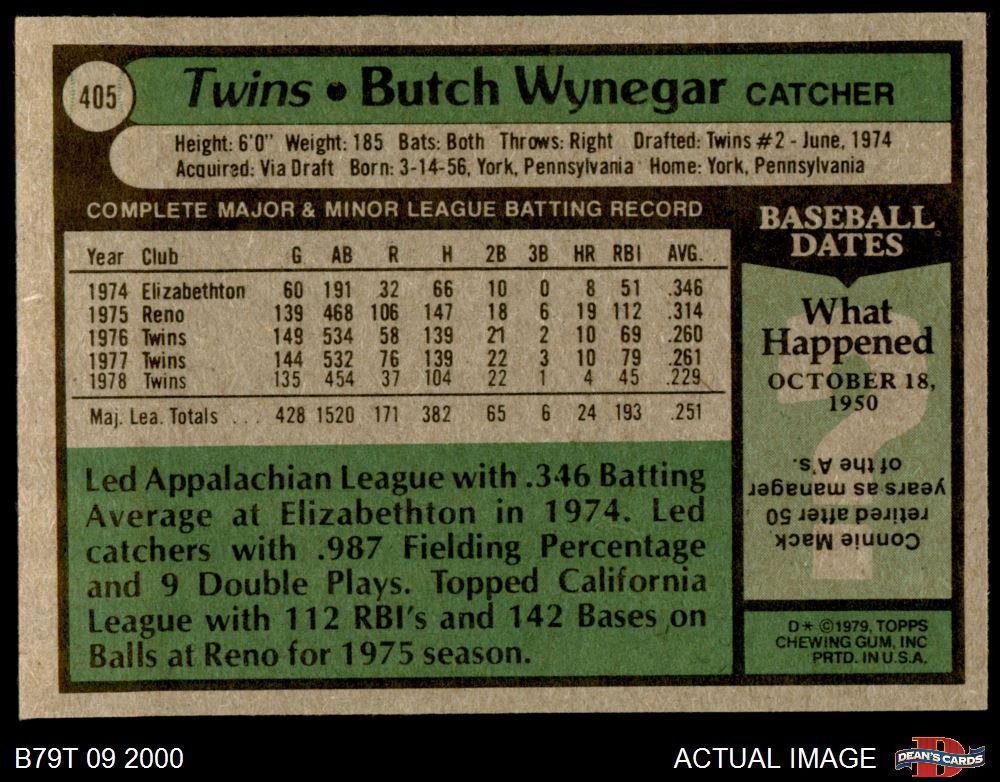 405
Twins • Butch Wynegar CATCHER
Height: 6'0" Weight: 185 Bats: Both Throws: Right Drafted: Twins #2 - June, 1974
Acquired: Via Draft Born: 3-14-56, York, Pennsylvania Home: York, Pennsylvania
COMPLETE MAJOR & MINOR LEAGUE BATTING RECORD
Year Club G AB R H 2B 3B HR RBI AVG.
1974 Elizabethton 60 191 32 66 10 0 8 51 .346
1975 Reno 139 468 106 147 18 6 19 112 .314
1976 Twins 149 534 58 139 21 2 10 69 .260
1977 Twins 144 532 76 139 22 3 10 79 .261
1978 Twins 135 454 37 104 22 1 4 45 .229
Maj. Lea. Totals ... 428 1520 171 382 65 6 24 193 .251
Led Appalachian League with .346 Batting
Average at Elizabethton in 1974. Led
catchers with .987 Fielding Percentage
and 9 Double Plays. Topped California
League with 112 RBI's and 142 Bases on
Balls at Reno for 1975 season.
BASEBALL
DATES
What
Happened
OCTOBER 18,
1950
Connie Mack
retired after 50
years as manager
of the A's.
D* ©1979, TOPPS
CHEWING GUM, INC
PRTD. IN U.S.A.
B79T 09 2000
ACTUAL IMAGE
D
DEAN'S CARDS